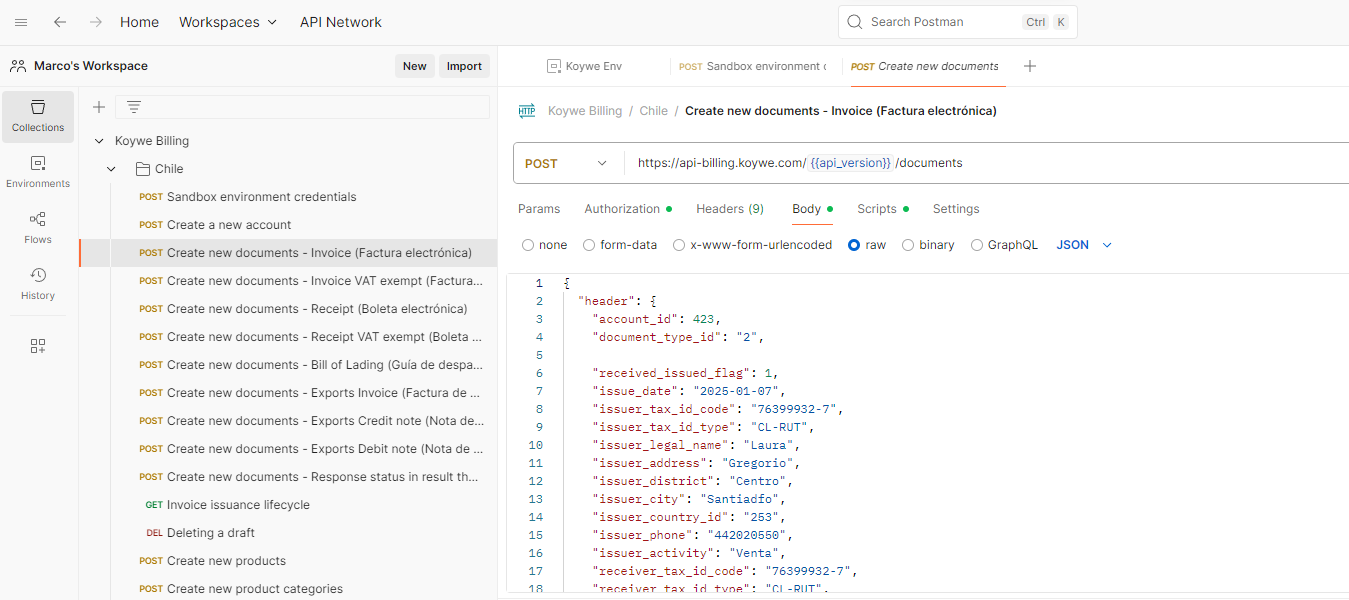 Home Workspaces API Network Search Postman Ctrl K
Marco's Workspace New Import
Koywe Env POST Sandbox environment POST Create new documents
Collections
Environments
Flows
History
Koywe Billing
Chile
POST Sandbox environment credentials
POST Create a new account
POST Create new documents - Invoice (Factura electrónica)
POST Create new documents - Invoice VAT exempt (Factura...
POST Create new documents - Receipt (Boleta electrónica)
POST Create new documents - Receipt VAT exempt (Boleta ...
POST Create new documents - Bill of Lading (Guía de despa...
POST Create new documents - Exports Invoice (Factura de ...
POST Create new documents - Exports Credit note (Nota de...
POST Create new documents - Exports Debit note (Nota de ...
POST Create new documents - Response status in result th...
GET Invoice issuance lifecycle
DEL Deleting a draft
POST Create new products
POST Create new product categories
HTTP Koywe Billing / Chile / Create new documents - Invoice (Factura electrónica)
POST https://api-billing.koywe.com/{{api_version}}/documents
Params Authorization Headers (9) Body Scripts Settings
none form-data x-www-form-urlencoded raw binary GraphQL JSON
1 {
2 "header": {
3 "account_id": 423,
4 "document_type_id": "2",
5
6 "received_issued_flag": 1,
7 "issue_date": "2025-01-07",
8 "issuer_tax_id_code": "76399932-7",
9 "issuer_tax_id_type": "CL-RUT",
10 "issuer_legal_name": "Laura",
11 "issuer_address": "Gregorio",
12 "issuer_district": "Centro",
13 "issuer_city": "Santiadfo",
14 "issuer_country_id": "253",
15 "issuer_phone": "442020550",
16 "issuer_activity": "Venta",
17 "receiver_tax_id_code": "76399932-7",
18 "receiver_tax_id_type": "CL-RUT",